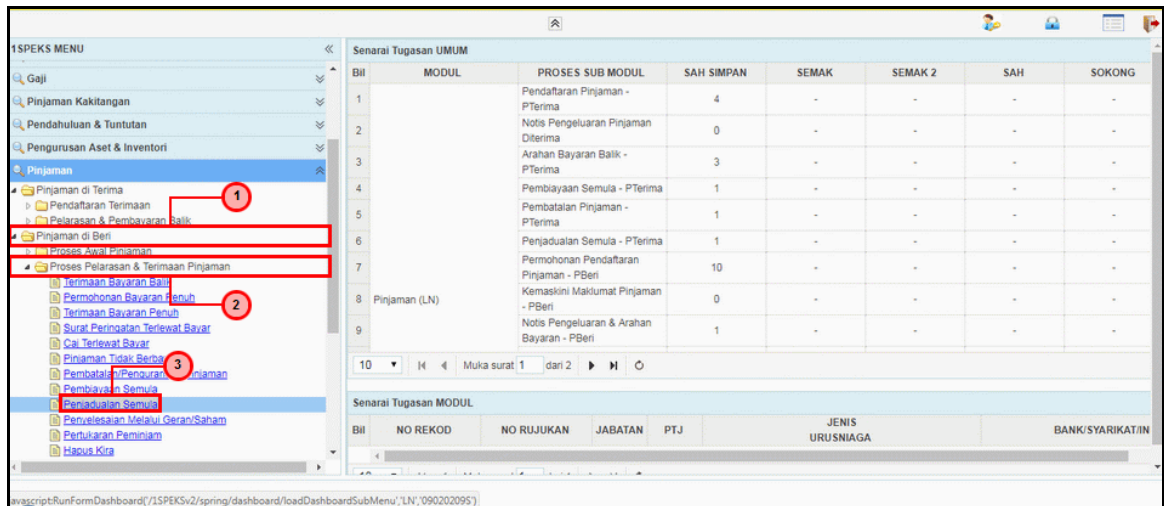 1SPEKS MENU
Gaji
Pinjaman Kakitangan
Pendahuluan & Tuntutan
Pengurusan Aset & Inventori
Pinjaman
Pinjaman di Terima
Pendaftaran Terimaan
Pelarasan & Pembayaran Balik
Pinjaman di Beri
Proses Awal Pinjaman
Proses Pelarasan & Terimaan Pinjaman
Terimaan Bayaran Balik
Permohonan Bayaran Penuh
Terimaan Bayaran Penuh
Surat Peringatan Terlewat Bayar
Caj Terlewat Bayar
Pinjaman Tidak
Pembiayaan Semula
Penjadualan Semula
Penyelesaian Melalui Geran/Saham
Pertukaran Peminjam
Hapus Kira
1
2
3
Senarai Tugasan UMUM
Bil MODUL PROSES SUB MODUL SAH SIMPAN SEMAK SEMAK 2 SAH SOKONG
1 Pendaftaran Pinjaman - PTerima 4 - - - -
2 Notis Pengeluaran Pinjaman Diterima 0 - - - -
3 Arahan Bayaran Balik - PTerima 3 - - - -
4 Pembiayaan Semula - PTerima 1 - - - -
5 Pembatalan Pinjaman - PTerima 1 - - - -
6 Penjadualan Semula - PTerima 1 - - - -
7 Permohonan Pendaftaran Pinjaman - PBeri 10 - - - -
8 Pinjaman (LN) Kemaskini Maklumat Pinjaman - PBeri 0 - - - -
9 Notis Pengeluaran & Arahan Bayaran - PBeri 1 - - - -
10 Muka surat 1 dari 2
Senarai Tugasan MODUL
Bil NO REKOD NO RUJUKAN JABATAN PTJ JENIS URUSNIAGA BANK/SYARIKAT/IN
avascript:RunFormDashboard('/1SPEKSv2/spring/dashboard/loadDashboardSubMenu','LN','09020209S')